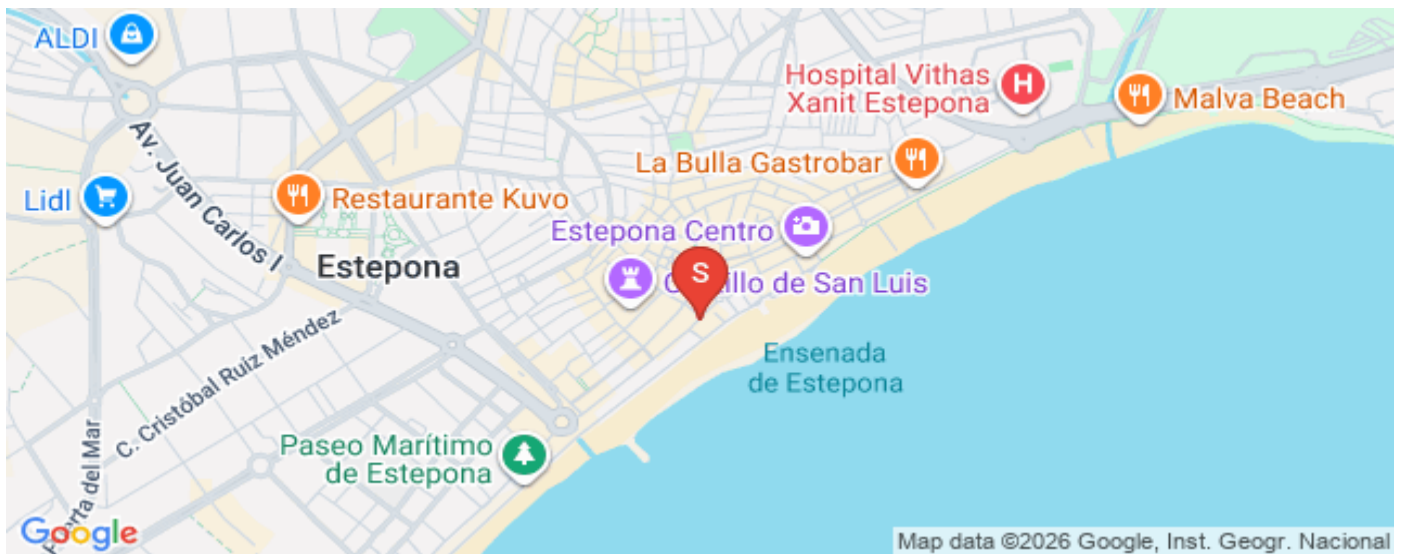 ALDI
Hospital Vithas
Xanit Estepona
H
Malva Beach
Av. Juan Carlos I
La Bulla Gastrobar
Lidl
Restaurante Kuvo
Estepona Centro
Estepona
S
illo de San Luis
C. Cristóbal Ruiz Méndez
Ensenada
de Estepona
Paseo Marítimo
de Estepona
rta del Mar
Google
Map data ©2026 Google, Inst. Geogr. Nacional